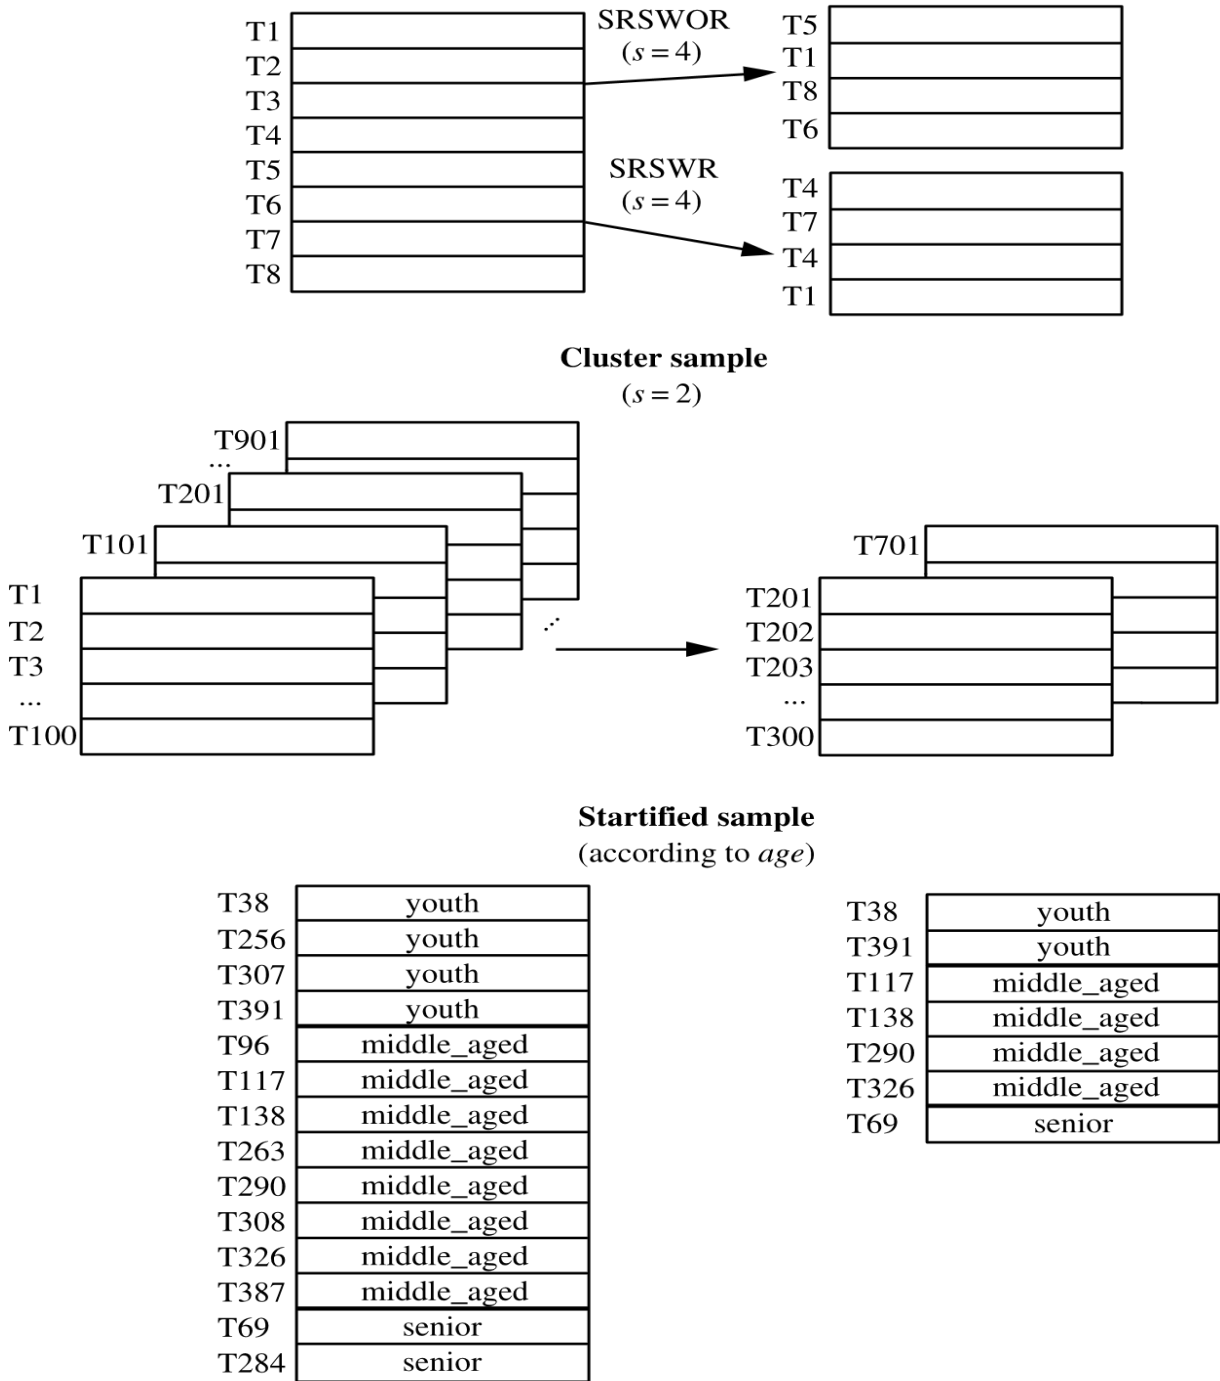 T1
T2
T3
T4
T5
T6
T7
T8
SRSWOR
(s = 4)
SRSWR
(s = 4)
T5
T1
T8
T6
T4
T7
T4
T1
Cluster sample
(s = 2)
T901
...
T201
T101
T1
T2
T3
...
T100
...
T701
T201
T202
T203
...
T300
Startified sample
(according to age)
T38 youth
T256 youth
T307 youth
T391 youth
T96 middle_aged
T117 middle_aged
T138 middle_aged
T263 middle_aged
T290 middle_aged
T308 middle_aged
T326 middle_aged
T387 middle_aged
T69 senior
T284 senior
T38 youth
T391 youth
T117 middle_aged
T138 middle_aged
T290 middle_aged
T326 middle_aged
T69 senior